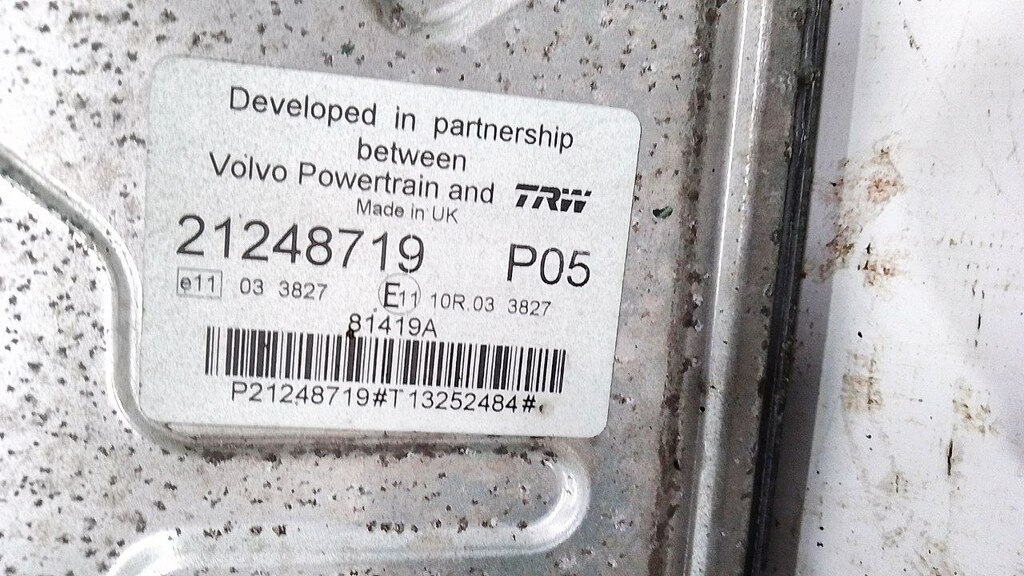 Developed in partnership
between
Volvo Powertrain and TRW
Made in UK
21248719 P05
e11 03 3827 E11 10R.03 3827
81419A
P21248719#T13252484#